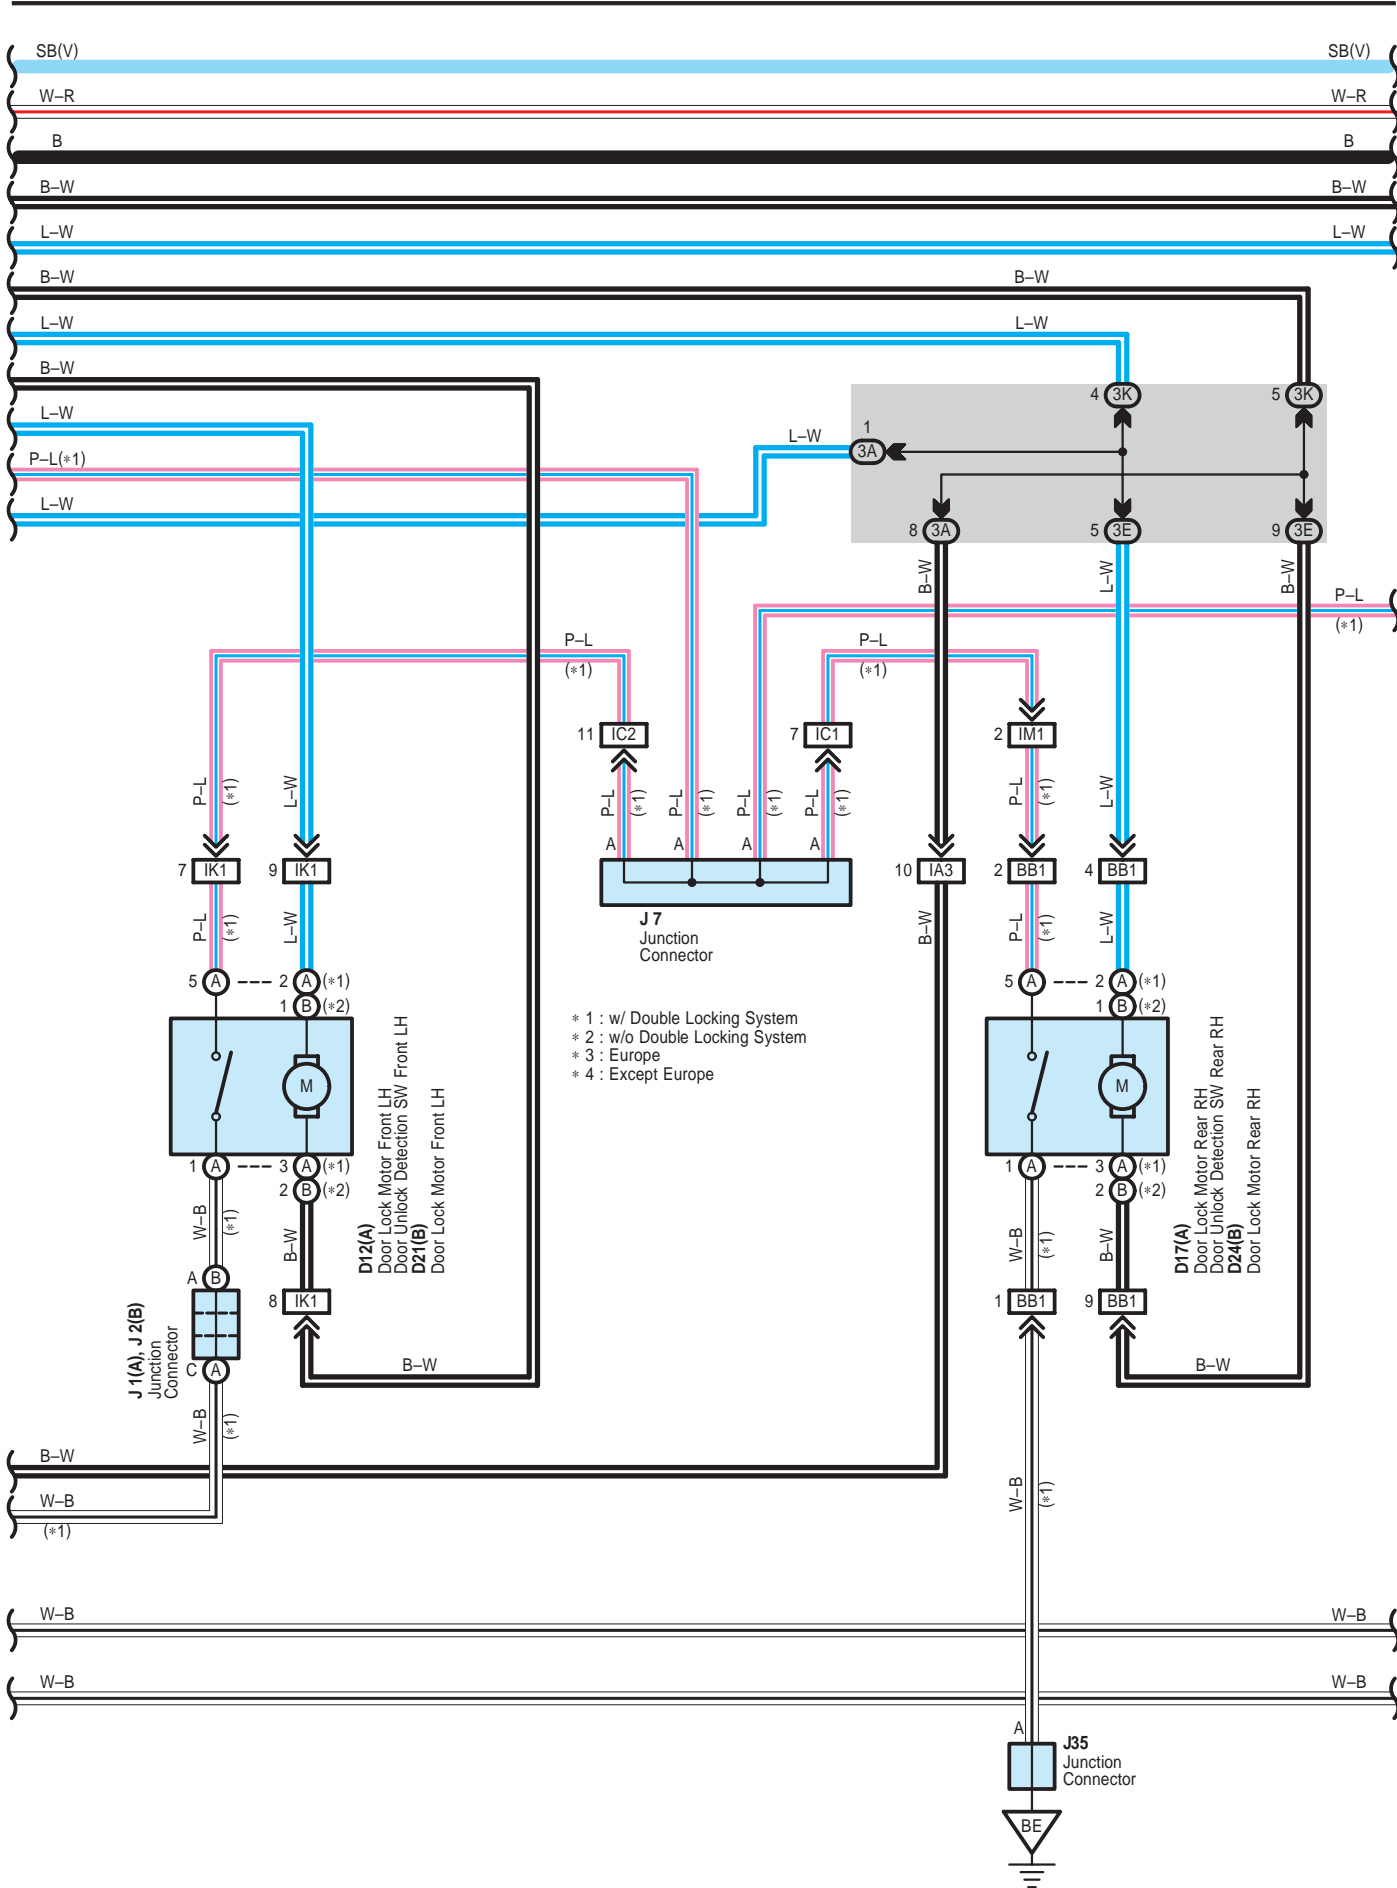 SB(V) SB(V)
W–R W–R
B B
B–W B–W
L–W L–W
B–W B–W
L–W L–W
B–W
4 3K 5 3K
L–W
1
L–W
P–L(*1)
3A
L–W
8 3A 5 3E 9 3E
B–W L–W B–W
P–L
(*1)
P–L P–L
(*1) (*1)
11 IC2 7 IC1 2 IM1
P–L (*1) L–W P–L (*1) P–L (*1) P–L (*1) P–L (*1) P–L (*1) L–W
A A A A
7 IK1 9 IK1 10 IA3 2 BB1 4 BB1
J 7
Junction
Connector
P–L (*1) L–W B–W P–L (*1) L–W
5 A 2 A (*1) 5 A 2 A (*1)
1 B (*2) 1 B (*2)
* 1 : w/ Double Locking System
* 2 : w/o Double Locking System
* 3 : Europe
* 4 : Except Europe
M M
1 A 3 A (*1) 1 A 3 A (*1)
2 B (*2) 2 B (*2)
D12(A)
Door Lock Motor Front LH
Door Unlock Detection SW Front LH
D21(B)
Door Lock Motor Front LH
D17(A)
Door Lock Motor Rear RH
Door Unlock Detection SW Rear RH
D24(B)
Door Lock Motor Rear RH
W–B (*1) B–W W–B (*1) B–W
A B
8 IK1 1 BB1 9 BB1
J 1(A), J 2(B)
Junction
Connector
C A
B–W B–W
W–B (*1)
B–W
W–B (*1)
W–B
(*1)
W–B W–B
W–B W–B
A
J35
Junction
Connector
BE